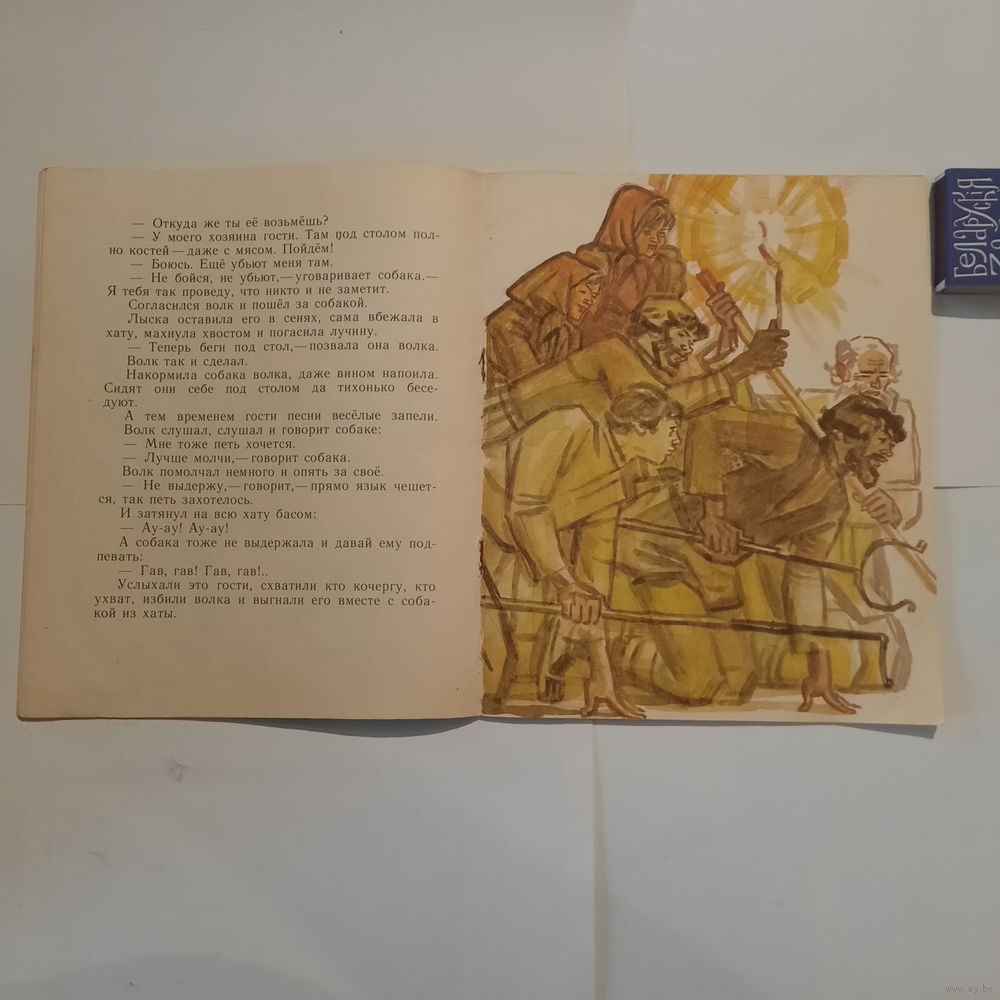 — Откуда же ты её возьмёшь?
— У моего хозяина гости. Там под столом пол-
но костей — даже с мясом. Пойдём!
— Боюсь. Ещё убьют меня там.
— Не бойся, не убьют,— уговаривает собака.—
Я тебя так проведу, что никто и не заметит.
Согласился волк и пошёл за собакой.
Лыска оставила его в сенях, сама вбежала в
хату, махнула хвостом и погасила лучину.
— Теперь беги под стол,— позвала она волка.
Волк так и сделал.
Накормила собака волка, даже вином напоила.
Сидят они себе под столом да тихонько бесе-
дуют.
А тем временем гости песни весёлые запели.
Волк слушал, слушал и говорит собаке:
— Мне тоже петь хочется.
— Лучше молчи,— говорит собака.
Волк помолчал немного и опять за своё.
— Не выдержу,— говорит,— прямо язык чешет-
ся, так петь захотелось.
И затянул на всю хату басом:
— Ау-ау! Ау-ау!
А собака тоже не выдержала и давай ему под-
певать:
— Гав, гав! Гав, гав!..
Услыхали это гости, схватили кто кочергу, кто
ухват, избили волка и выгнали его вместе с соба-
кой из хаты.
Беларускія
www.ay.by